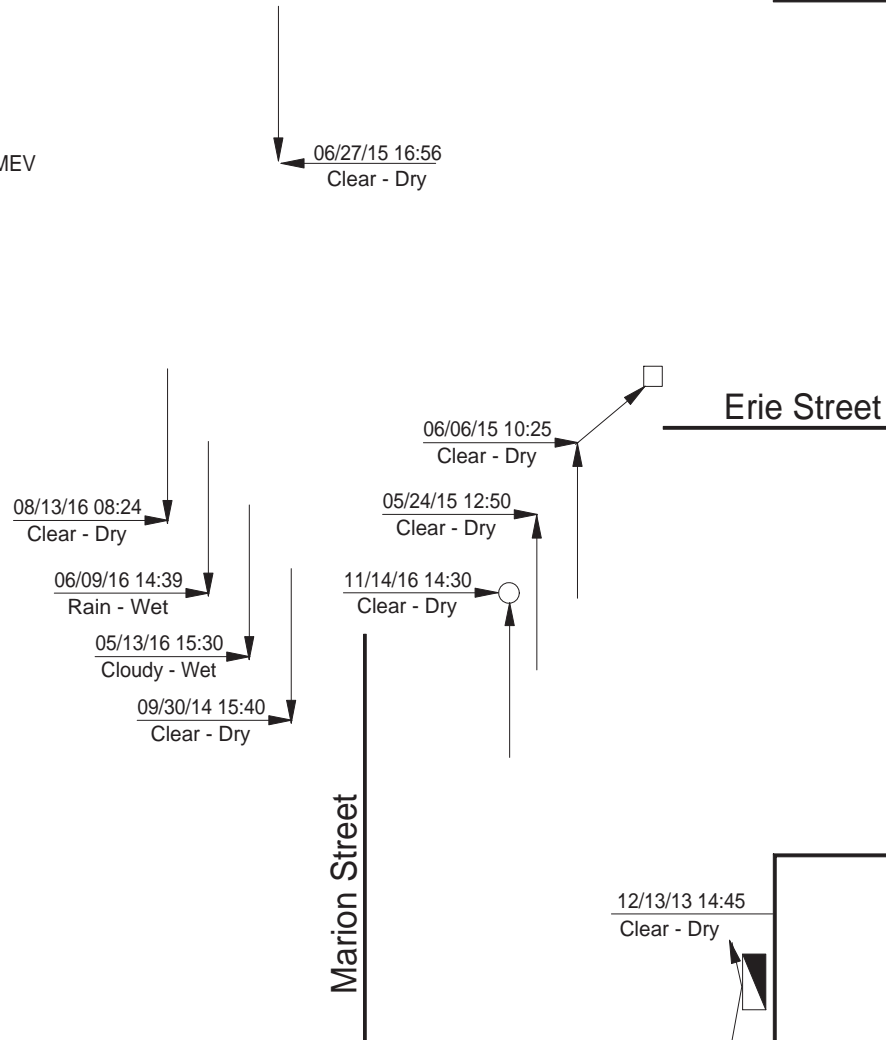 06/27/15 16:56
Clear - Dry
MEV
Erie Street
06/06/15 10:25
Clear - Dry
08/13/16 08:24
Clear - Dry
05/24/15 12:50
Clear - Dry
06/09/16 14:39
Rain - Wet
11/14/16 14:30
Clear - Dry
05/13/16 15:30
Cloudy - Wet
09/30/14 15:40
Clear - Dry
Marion Street
12/13/13 14:45
Clear - Dry